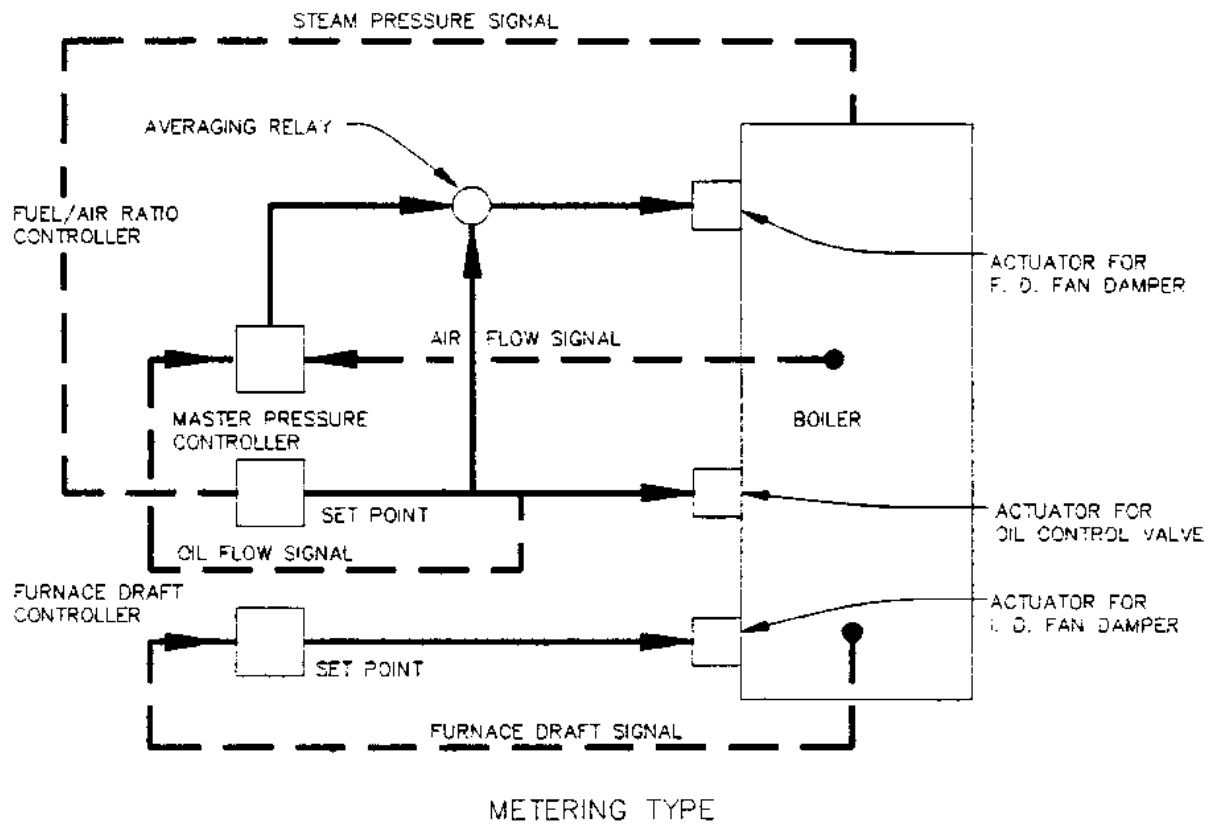 STEAM PRESSURE SIGNAL
AVERAGING RELAY
FUEL/AIR RATIO
CONTROLLER
ACTUATOR FOR
F. D. FAN DAMPER
AIR FLOW SIGNAL
MASTER PRESSURE
CONTROLLER
BOILER
SET POINT
ACTUATOR FOR
OIL CONTROL VALVE
OIL FLOW SIGNAL
FURNACE DRAFT
CONTROLLER
ACTUATOR FOR
I. D. FAN DAMPER
SET POINT
FURNACE DRAFT SIGNAL
METERING TYPE